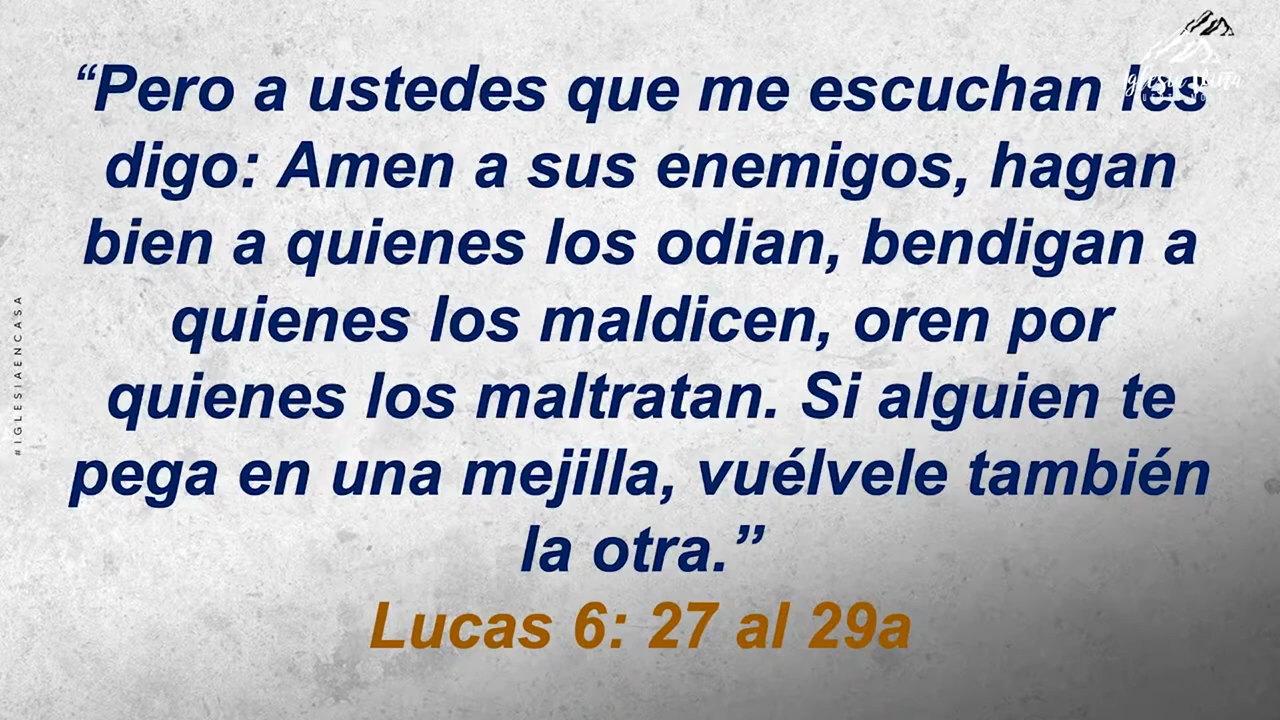 “Pero a ustedes que me escuchan les
digo: Amen a sus enemigos, hagan
bien a quienes los odian, bendigan a
quienes los maldicen, oren por
quienes los maltratan. Si alguien te
pega en una mejilla, vuélvele también
la otra.”
Lucas 6: 27 al 29a
#IGLESIAENCASA